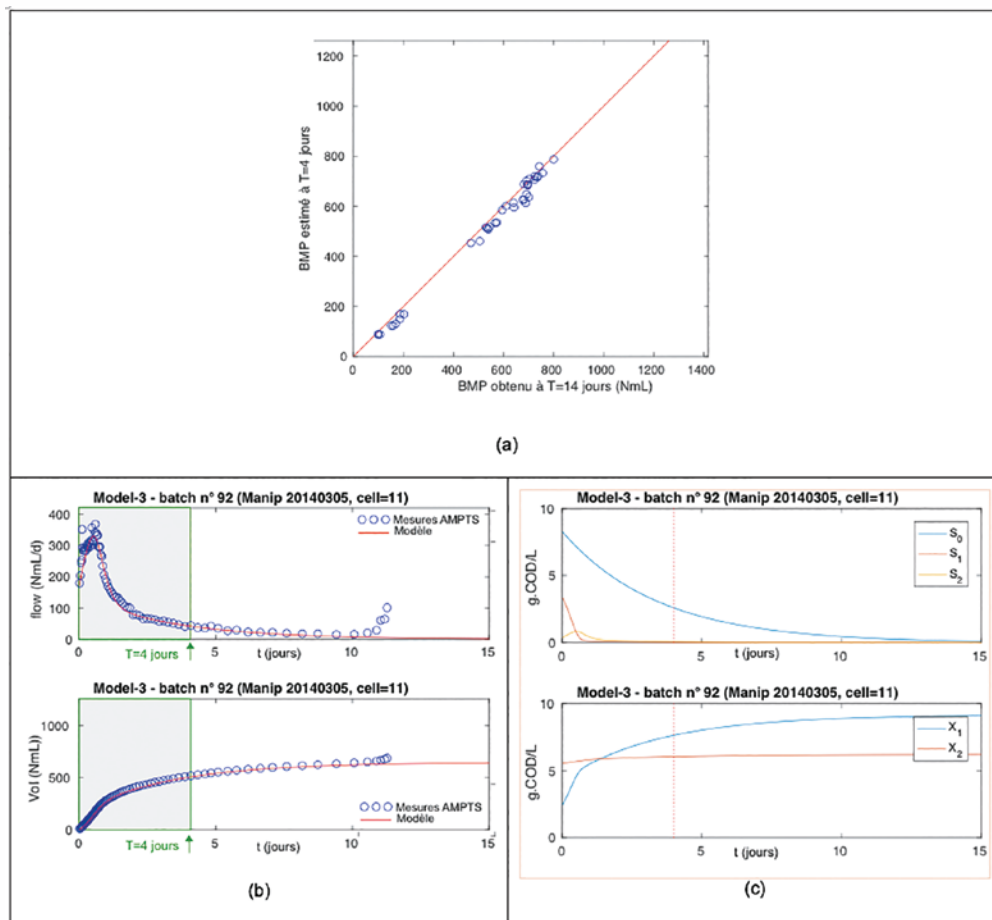 1200
1000
800
600
400
200
0
BMP estimé à T=4 jours
200 400 600 800 1000 1200 1400
BMP obtenu à T=14 jours (NmL)
(a)
Model-3 - batch n° 92 (Manip 20140305, cell=11)
400
300
200
100
0
flow (NmL/d)
Mesures AMPTS
Modèle
0 5 10 15
T=4 jours
t (jours)
Model-3 - batch n° 92 (Manip 20140305, cell=11)
1000
500
0
Vol (NmL))
Mesures AMPTS
Modèle
0 5 10 15
T=4 jours
t (jours)
(b)
Model-3 - batch n° 92 (Manip 20140305, cell=11)
10
5
0
g.COD/L
S0
S1
S2
0 5 10 15
t (jours)
Model-3 - batch n° 92 (Manip 20140305, cell=11)
10
5
0
g.COD/L
X1
X2
0 5 10 15
t (jours)
(c)